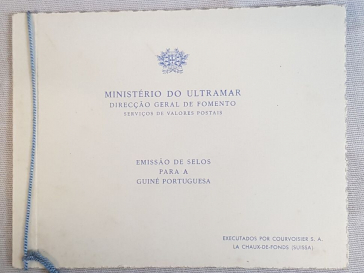 MINISTÉRIO DO ULTRAMAR
DIRECÇÃO GERAL DE FOMENTO
SERVIÇOS DE VALORES POSTAIS
EMISSÃO DE SELOS
PARA A
GUINÉ PORTUGUESA
EXECUTADOS POR COURVOISIER S. A.
LA CHAUX-DE-FONDS (SUISSA)